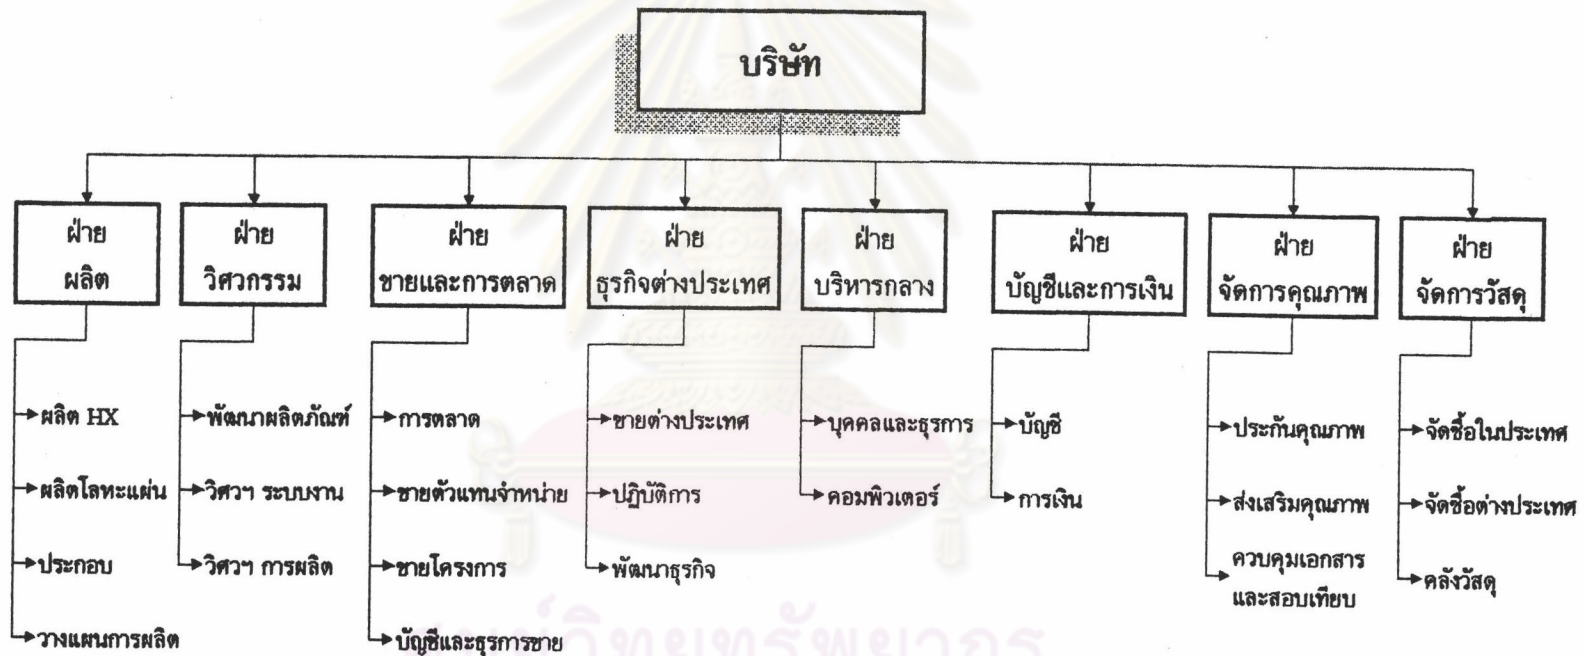 บริษัท
ฝ่าย
ผลิต
ผลิต HX
ผลิตโลหะแผ่น
ประกอบ
วางแผนการผลิต
ฝ่าย
วิศวกรรม
พัฒนาผลิตภัณฑ์
วิศวฯ ระบบงาน
วิศวฯ การผลิต
ฝ่าย
ขายและการตลาด
การตลาด
ขายตัวแทนจำหน่าย
ขายโครงการ
บัญชีและธุรการขาย
ฝ่าย
ธุรกิจต่างประเทศ
ขายต่างประเทศ
ปฏิบัติการ
พัฒนาธุรกิจ
ฝ่าย
บริหารกลาง
บุคคลและธุรการ
คอมพิวเตอร์
ฝ่าย
บัญชีและการเงิน
บัญชี
การเงิน
ฝ่าย
จัดการคุณภาพ
ประกันคุณภาพ
ส่งเสริมคุณภาพ
ควบคุมเอกสาร
และสอบเทียบ
ฝ่าย
จัดการวัสดุ
จัดซื้อในประเทศ
จัดซื้อต่างประเทศ
คลังวัสดุ
ศูนย์วิทยทรัพยากร